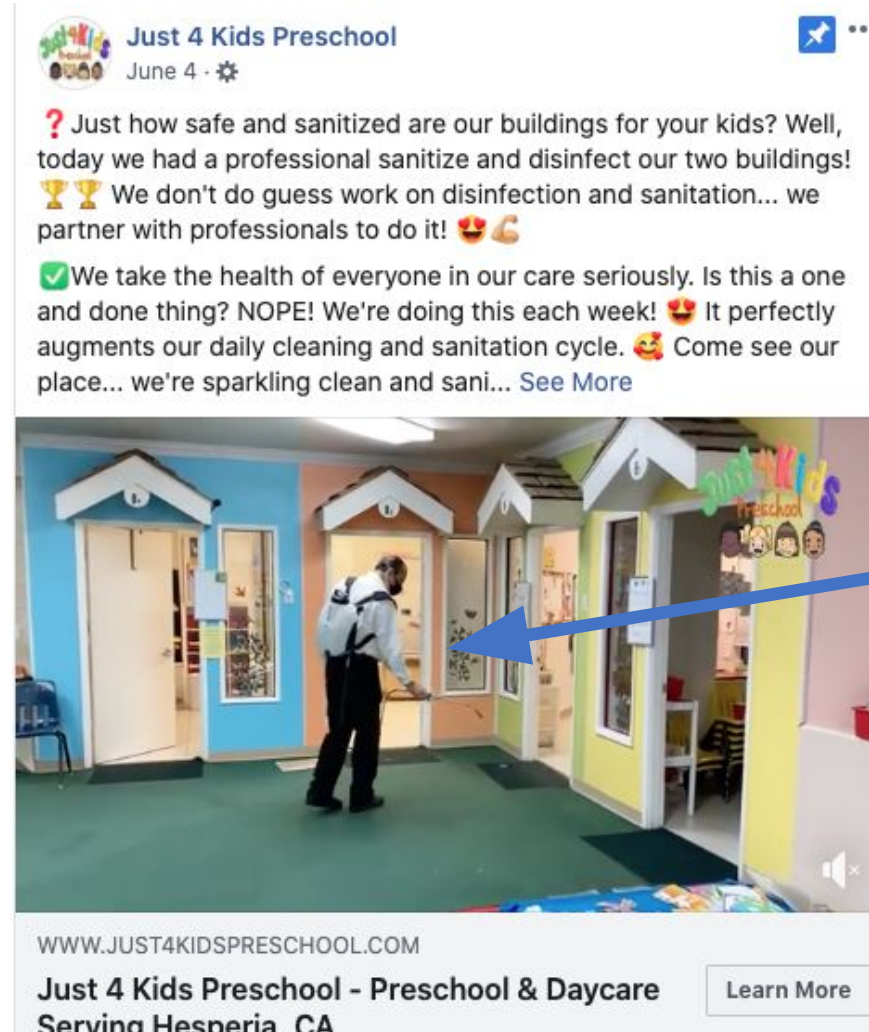 Just 4 Kids Preschool
June 4 ·
❓Just how safe and sanitized are our buildings for your kids? Well,
today we had a professional sanitize and disinfect our two buildings!
🏆🏆 We don't do guess work on disinfection and sanitation... we
partner with professionals to do it! 😍💪
✅We take the health of everyone in our care seriously. Is this a one
and done thing? NOPE! We're doing this each week! 😍 It perfectly
augments our daily cleaning and sanitation cycle. 🥰 Come see our
place... we're sparkling clean and sani... See More
Just 4 Kids
Preschool
WWW.JUST4KIDSPRESCHOOL.COM
Just 4 Kids Preschool - Preschool & Daycare
Learn More
Serving Hesperia, CA